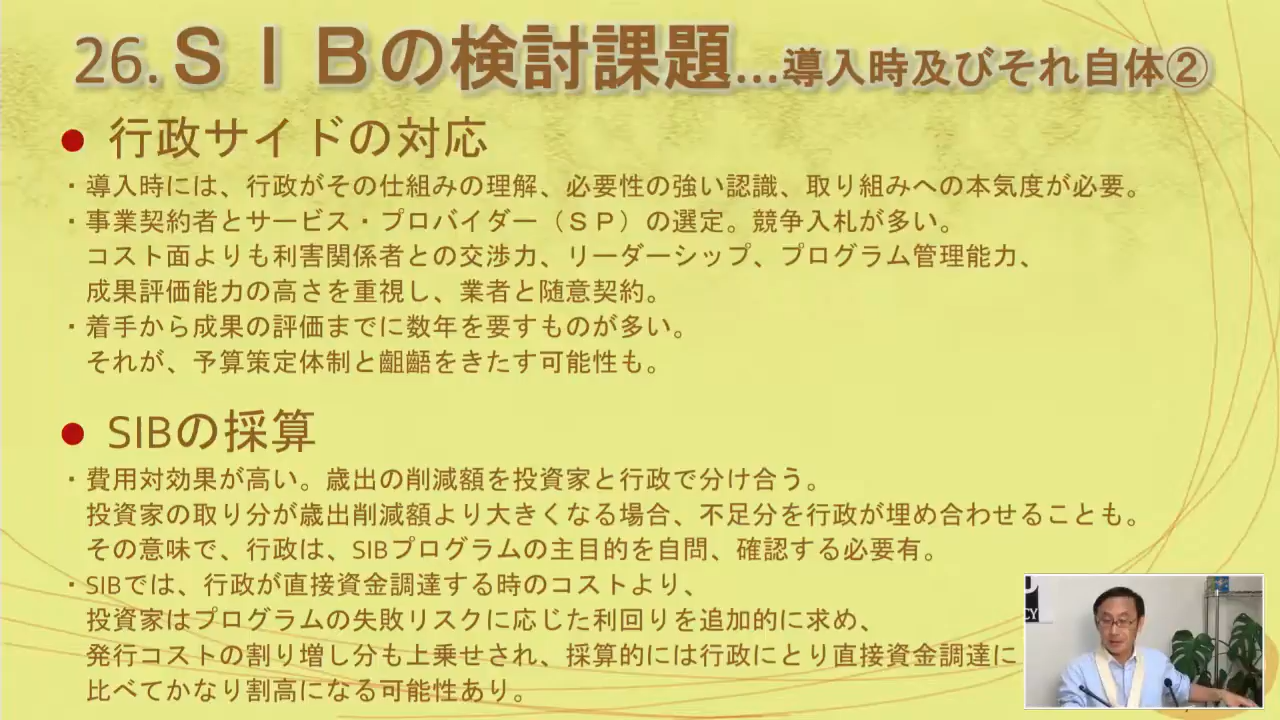 26.ＳＩＢの検討課題…導入時及びそれ自体②
● 行政サイドの対応
・導入時には、行政がその仕組みの理解、必要性の強い認識、取り組みへの本気度が必要。
・事業契約者とサービス・プロバイダー（ＳＰ）の選定。競争入札が多い。
コスト面よりも利害関係者との交渉力、リーダーシップ、プログラム管理能力、
成果評価能力の高さを重視し、業者と随意契約。
・着手から成果の評価までに数年を要すものが多い。
それが、予算策定体制と齟齬をきたす可能性も。
● SIBの採算
・費用対効果が高い。歳出の削減額を投資家と行政で分け合う。
投資家の取り分が歳出削減額より大きくなる場合、不足分を行政が埋め合わせることも。
その意味で、行政は、SIBプログラムの主目的を自問、確認する必要有。
・SIBでは、行政が直接資金調達する時のコストより、
投資家はプログラムの失敗リスクに応じた利回りを追加的に求め、
発行コストの割り増し分も上乗せされ、採算的には行政にとり直接資金調達に
比べてかなり割高になる可能性あり。
CY